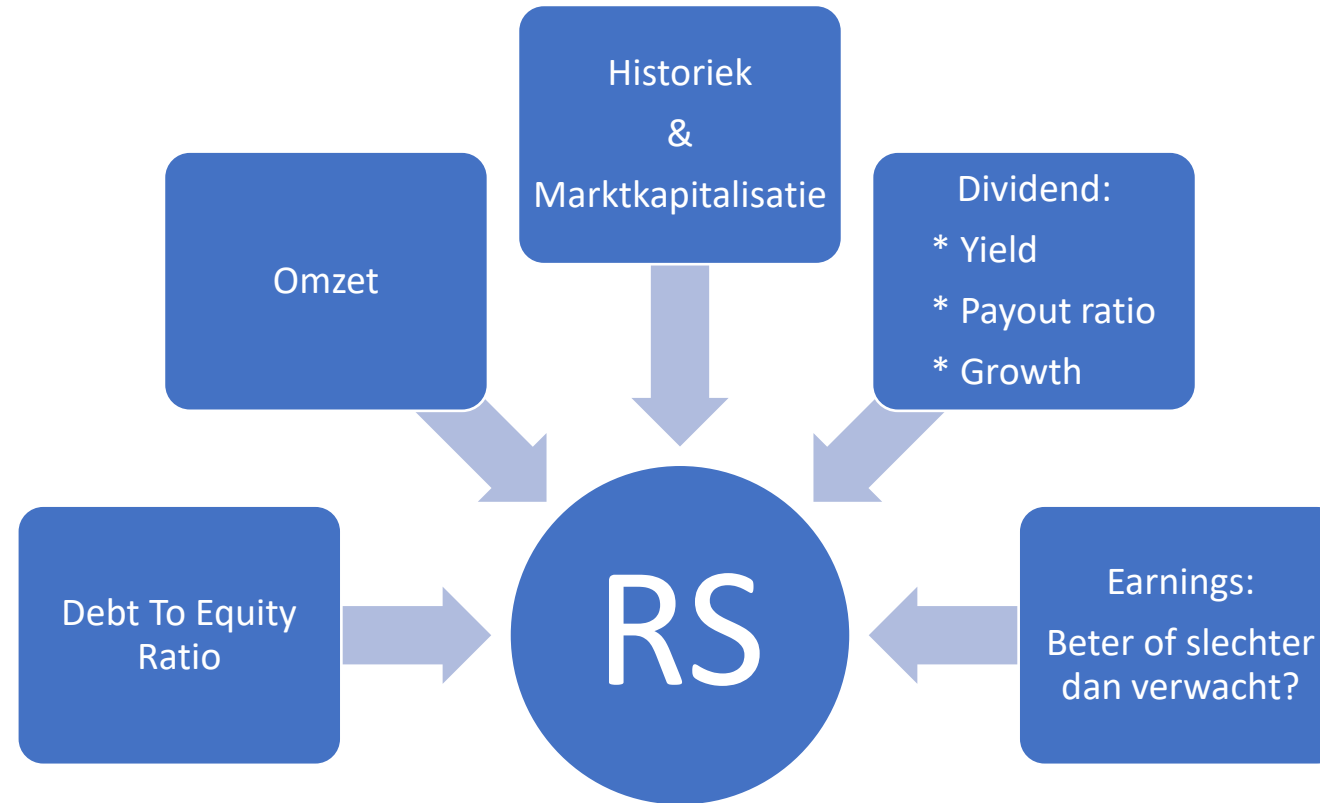 Historiek
&
Marktkapitalisatie
Omzet
Dividend:
* Yield
* Payout ratio
* Growth
Debt To Equity
Ratio
RS
Earnings:
Beter of slechter
dan verwacht?